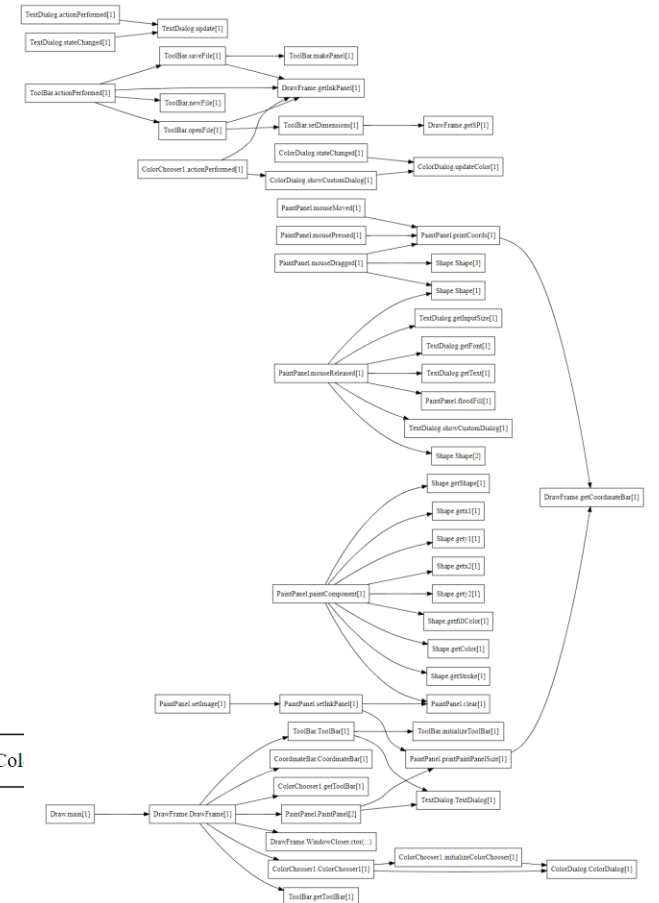 TextDialog.actionPerformed[1]
TextDialog.update[1]
TextDialog.stateChanged[1]
ToolBar.saveFile[1]
ToolBar.makePanel[1]
ToolBar.actionPerformed[1]
DrawFrame.getInkPanel[1]
ToolBar.newFile[1]
ToolBar.openFile[1]
ToolBar.setDimensions[1]
DrawFrame.getSP[1]
ColorDialog.stateChanged[1]
ColorDialog.updateColor[1]
ColorChooser1.actionPerformed[1]
ColorDialog.showCustomDialog[1]
PaintPanel.mouseMoved[1]
PaintPanel.mousePressed[1]
PaintPanel.printCoords[1]
PaintPanel.mouseDragged[1]
Shape.Shape[3]
Shape.Shape[1]
TextDialog.getInputSize[1]
TextDialog.getFont[1]
PaintPanel.mouseReleased[1]
TextDialog.getText[1]
PaintPanel.floodFill[1]
TextDialog.showCustomDialog[1]
Shape.Shape[2]
Shape.getShape[1]
DrawFrame.getCoordinateBar[1]
Shape.getx1[1]
Shape.gety1[1]
Shape.getx2[1]
PaintPanel.paintComponent[1]
Shape.gety2[1]
Shape.getfillColor[1]
Shape.getColor[1]
Shape.getStroke[1]
PaintPanel.setImage[1]
PaintPanel.setInkPanel[1]
PaintPanel.clear[1]
ToolBar.ToolBar[1]
ToolBar.initializeToolBar[1]
Col
CoordinateBar.CoordinateBar[1]
PaintPanel.printPaintPanelSize[1]
ColorChooser1.getToolBar[1]
TextDialog.TextDialog[1]
Draw.main[1]
DrawFrame.DrawFrame[1]
PaintPanel.PaintPanel[2]
DrawFrame.WindowCloser.ctor(...)
ColorChooser1.initializeColorChooser[1]
ColorChooser1.ColorChooser1[1]
ColorDialog.ColorDialog[1]
ToolBar.getToolBar[1]